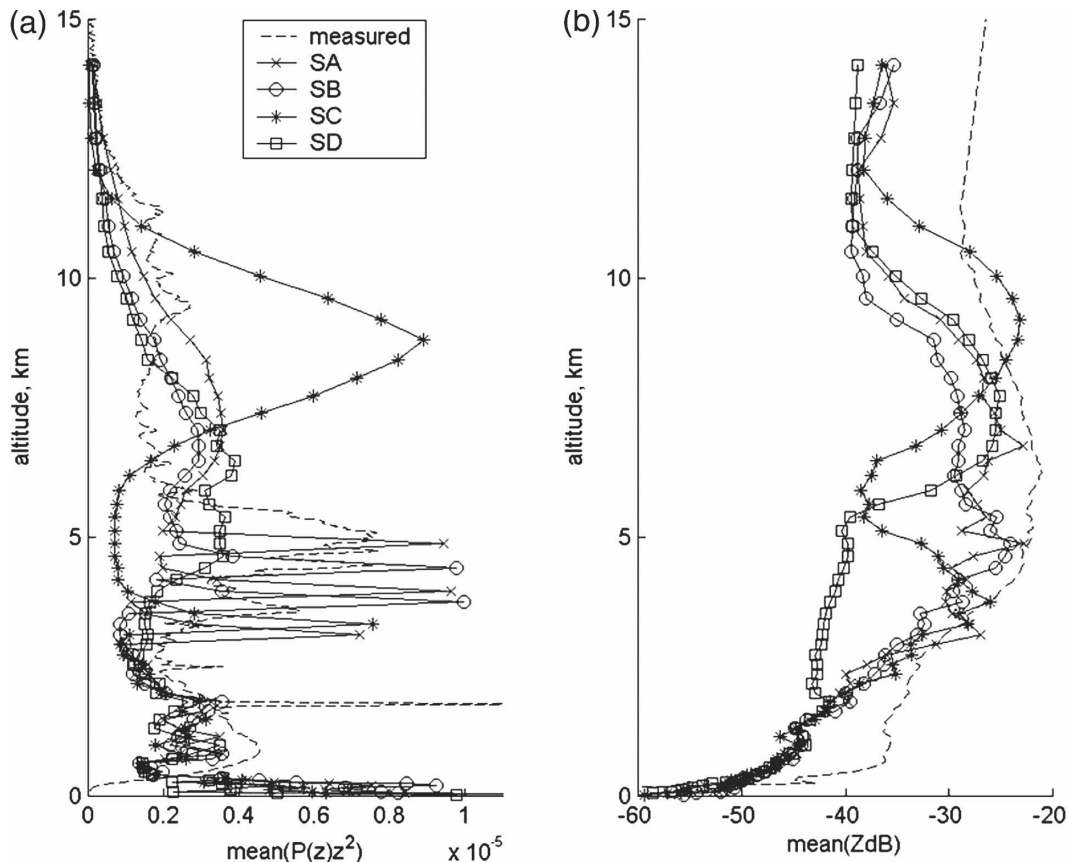 (a)
15
10
5
0
altitude, km
measured
SA
SB
SC
SD
0
0.2
0.4
0.6
0.8
1
x 10⁻⁵
mean(P(z)z²)
(b)
15
10
5
0
altitude, km
-60
-50
-40
-30
-20
mean(ZdB)